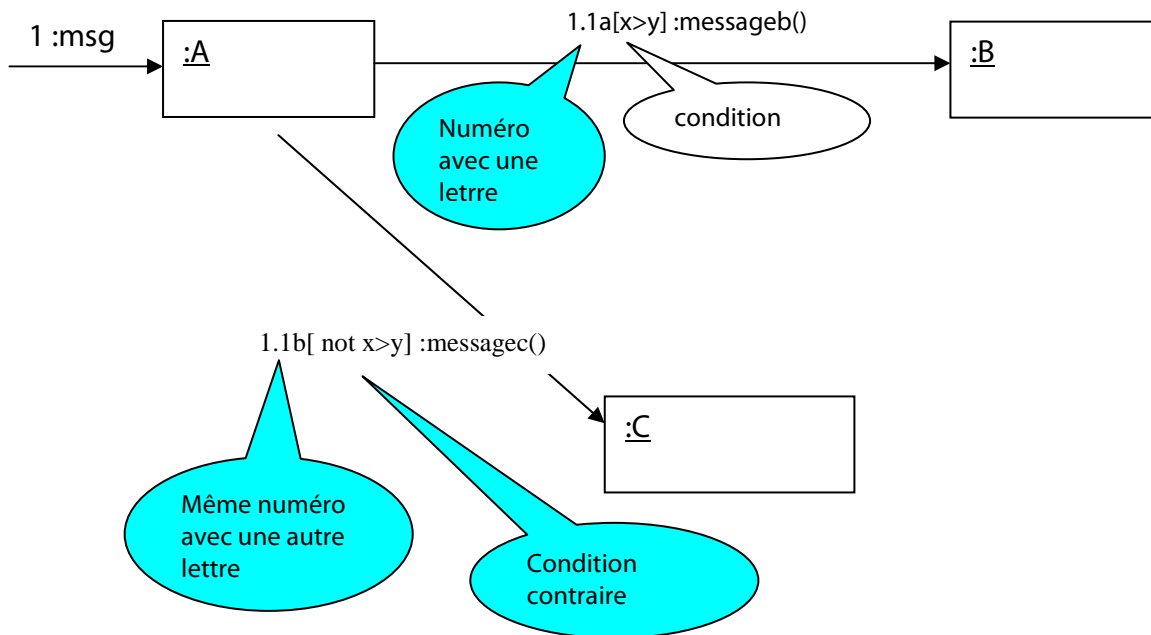 1 :msg
:A
1.1a[x>y] :messageb()
:B
Numéro
avec une
letrre
condition
1.1b[ not x>y] :messagec()
:C
Même numéro
avec une autre
lettre
Condition
contraire